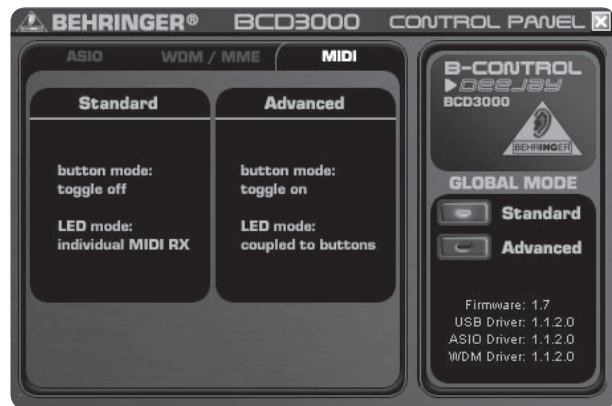 BEHRINGER® BCD3000 CONTROL PANEL X
ASIO WDM / MME MIDI
Standard
button mode:
toggle off
LED mode:
individual MIDI RX
Advanced
button mode:
toggle on
LED mode:
coupled to buttons
B-CONTROL
DEEJAY
BCD3000
BEHRINGER
GLOBAL MODE
Standard
Advanced
Firmware: 1.7
USB Driver: 1.1.2.0
ASIO Driver: 1.1.2.0
WDM Driver: 1.1.2.0